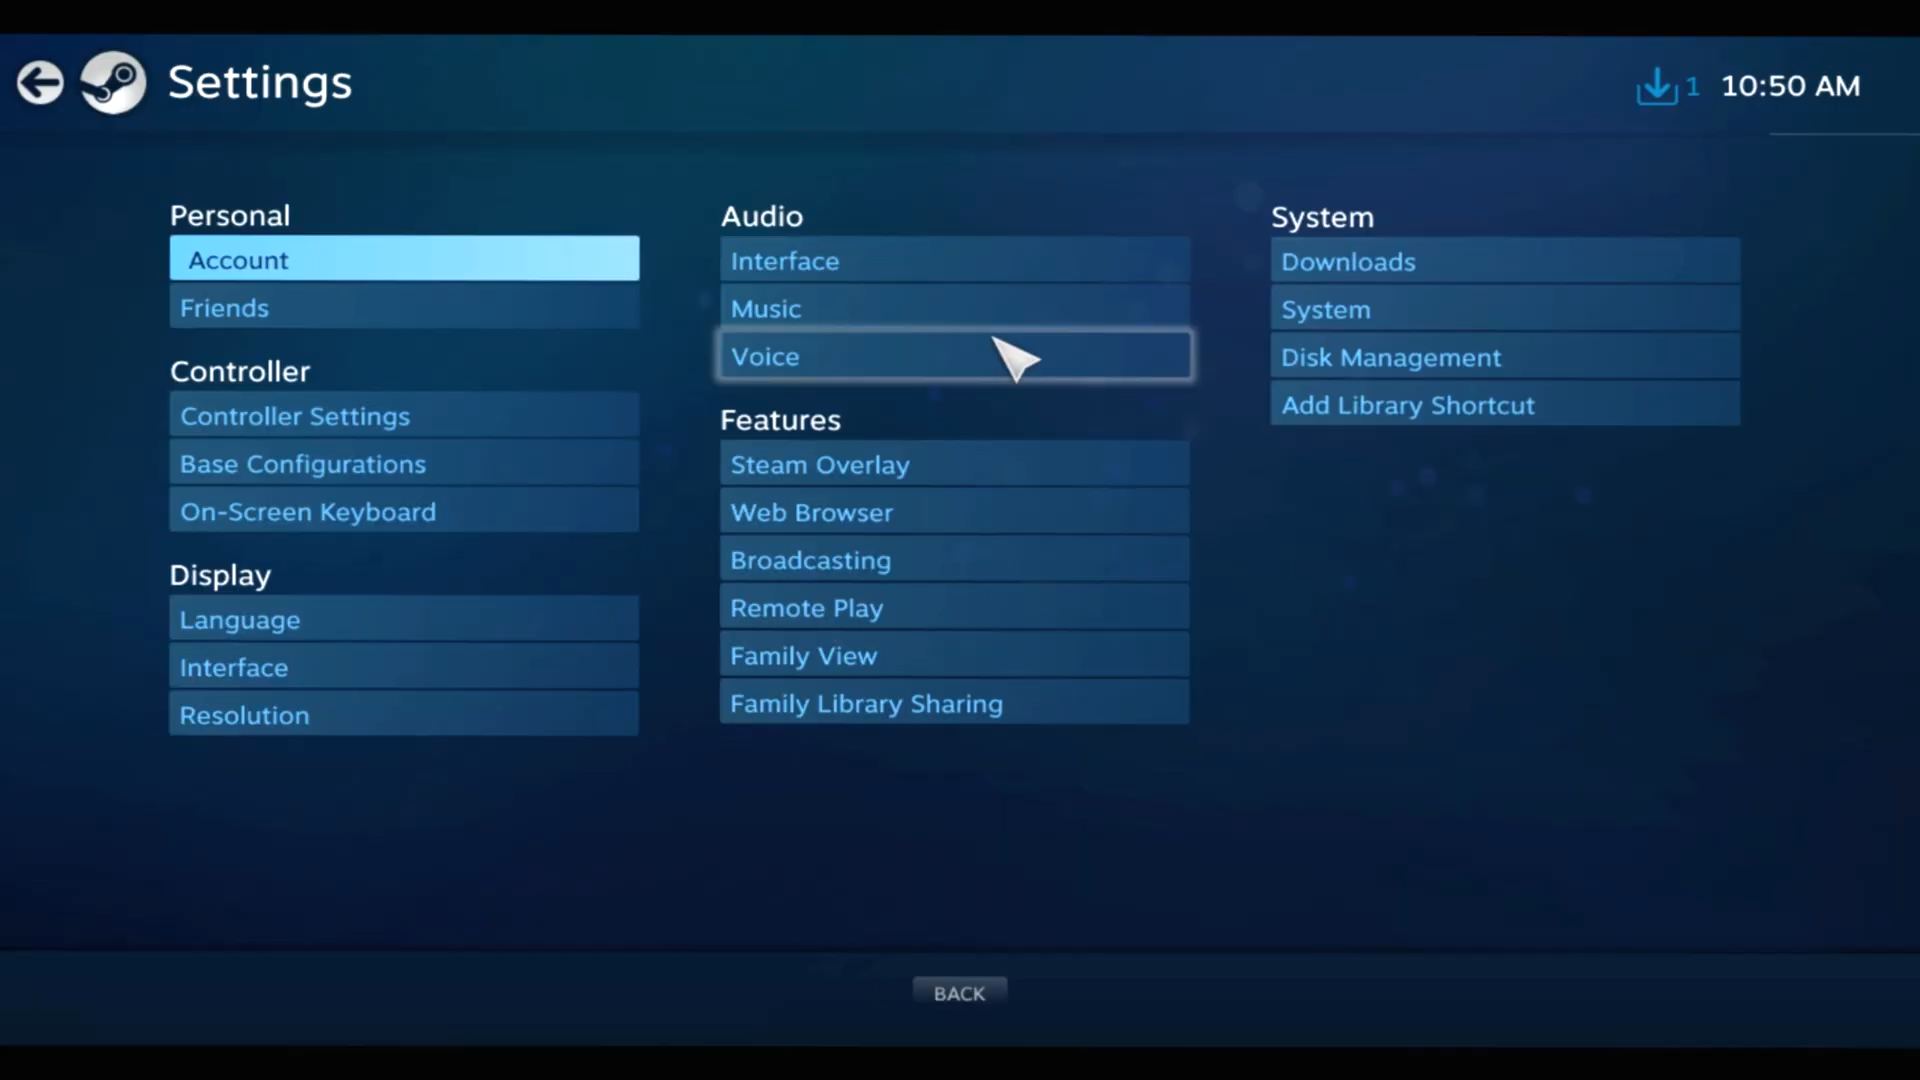 Settings
1 10:50 AM
Personal
Account
Friends
Controller
Controller Settings
Base Configurations
On-Screen Keyboard
Display
Language
Interface
Resolution
Audio
Interface
Music
Voice
Features
Steam Overlay
Web Browser
Broadcasting
Remote Play
Family View
Family Library Sharing
System
Downloads
System
Disk Management
Add Library Shortcut
BACK